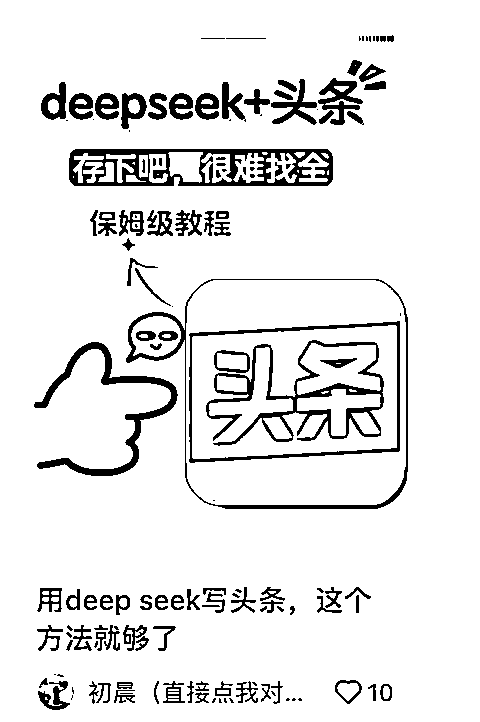 deepseek+头条
存下吧，很难找全
保姆级教程
头条
用deep seek写头条，这个
方法就够了
初晨（直接点我对...
10